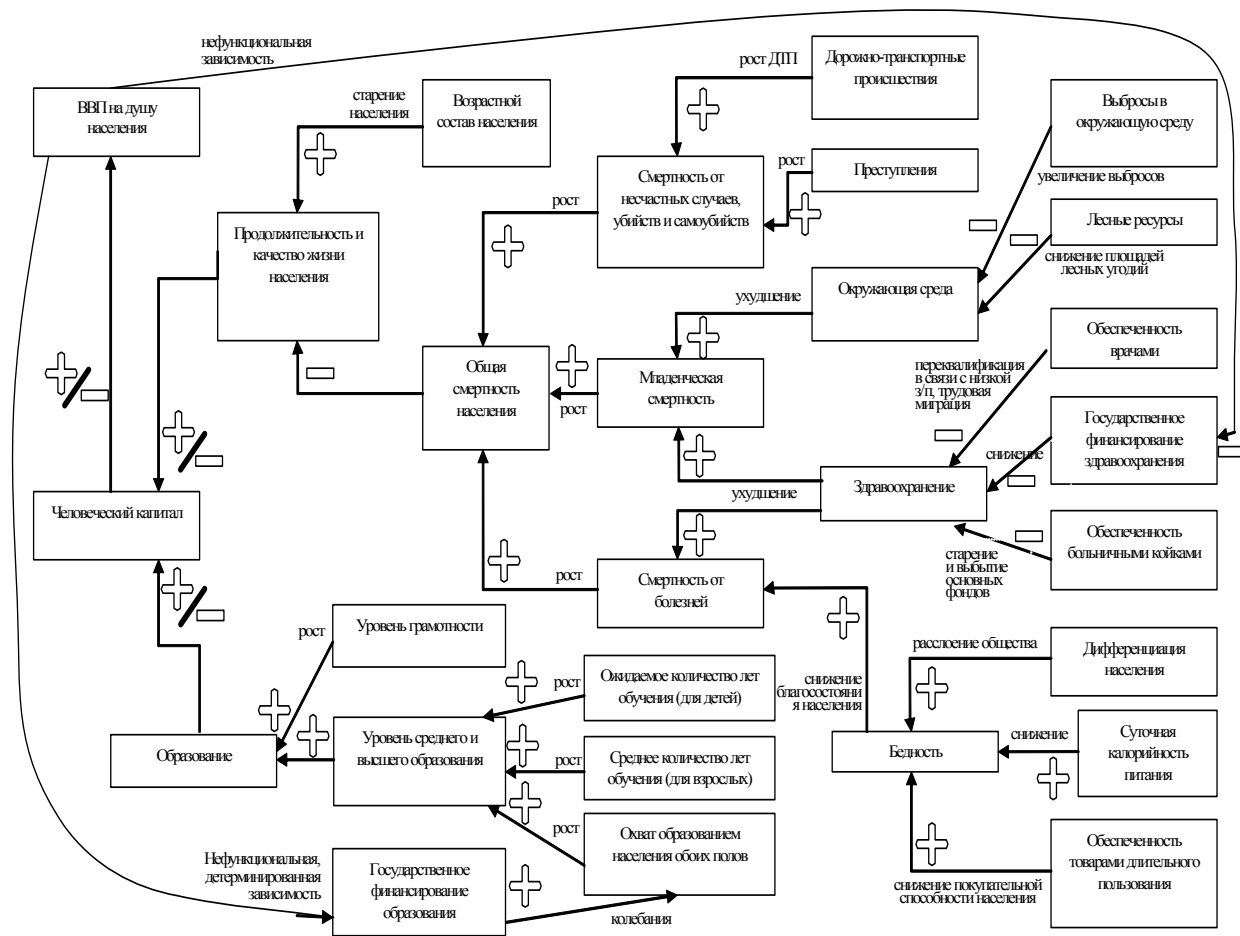 нефункциональная
зависимость
ВВП на душу
населения
старение
населения
Возрастной
состав населения
рост ДТП
Дорожно-транспортные
происшествия
Выбросы в
окружающую среду
увеличение выбросов
рост
Преступления
Смертность от
несчастных случаев,
убийств и самоубийств
рост
Лесные ресурсы
снижение площадей
лесных угодий
Продолжительность и
качество жизни
населения
Окружающая среда
ухудшение
Обеспеченность
врачами
переквалификация
в связи с низкой
з/п, трудовая
миграция
Общая
смертность
населения
рост
Младенческая
смертность
Государственное
финансирование
здравоохранения
снижение
Здравоохранение
ухудшение
Человеческий капитал
Обеспеченность
больничными койками
старение
и выбытие
основных
фондов
рост
Смертность от
болезней
рост
Уровень грамотности
расслоение общества
Дифференциация
населения
Ожидаемое количество лет
обучения (для детей)
рост
снижение
благосостояни
я населения
Образование
Уровень среднего и
высшего образования
Среднее количество лет
обучения (для взрослых)
рост
Бедность
снижение
Суточная
калорийность
питания
рост
Охват образованием
населения обоих полов
Нефункциональная,
детерминированная
зависимость
Государственное
финансирование
образования
колебания
Обеспеченность
товарами длительного
пользования
снижение покупательной
способности населения